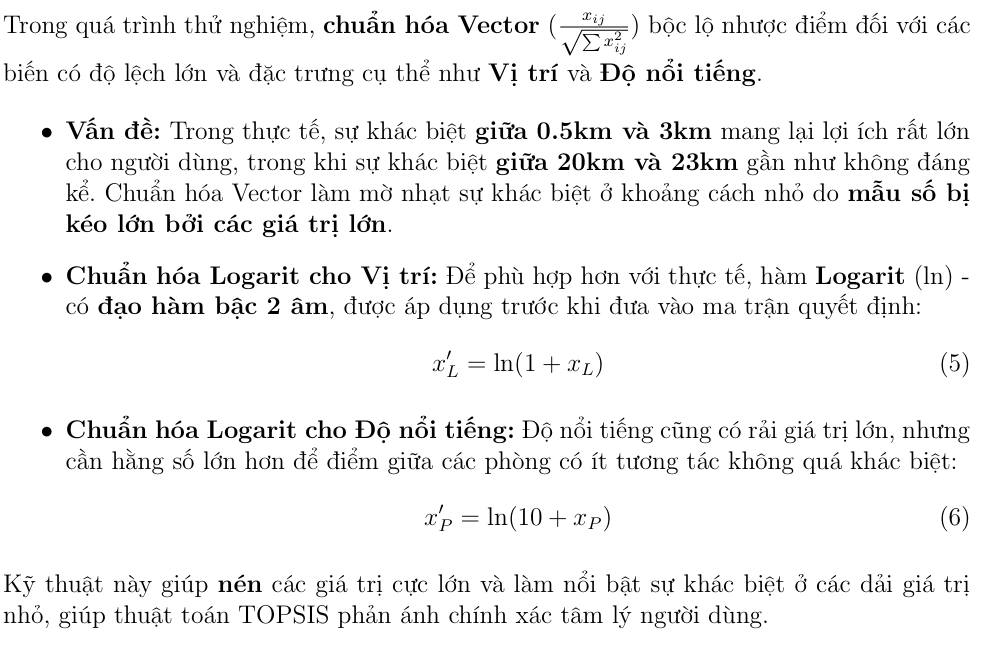 Trong quá trình thử nghiệm, chuẩn hóa Vector ($\frac{x_{ij}}{\sqrt{\sum x_{ij}^2}}$) bộc lộ nhược điểm đối với các
biến có độ lệch lớn và đặc trưng cụ thể như Vị trí và Độ nổi tiếng.
• Vấn đề: Trong thực tế, sự khác biệt giữa 0.5km và 3km mang lại lợi ích rất lớn
cho người dùng, trong khi sự khác biệt giữa 20km và 23km gần như không đáng
kể. Chuẩn hóa Vector làm mờ nhạt sự khác biệt ở khoảng cách nhỏ do mẫu số bị
kéo lớn bởi các giá trị lớn.
• Chuẩn hóa Logarit cho Vị trí: Để phù hợp hơn với thực tế, hàm Logarit (ln) -
có đạo hàm bậc 2 âm, được áp dụng trước khi đưa vào ma trận quyết định:
$x'_L = \ln(1 + x_L)$ (5)
• Chuẩn hóa Logarit cho Độ nổi tiếng: Độ nổi tiếng cũng có rải giá trị lớn, nhưng
cần hằng số lớn hơn để điểm giữa các phòng có ít tương tác không quá khác biệt:
$x'_P = \ln(10 + x_P)$ (6)
Kỹ thuật này giúp nén các giá trị cực lớn và làm nổi bật sự khác biệt ở các dải giá trị
nhỏ, giúp thuật toán TOPSIS phản ánh chính xác tâm lý người dùng.